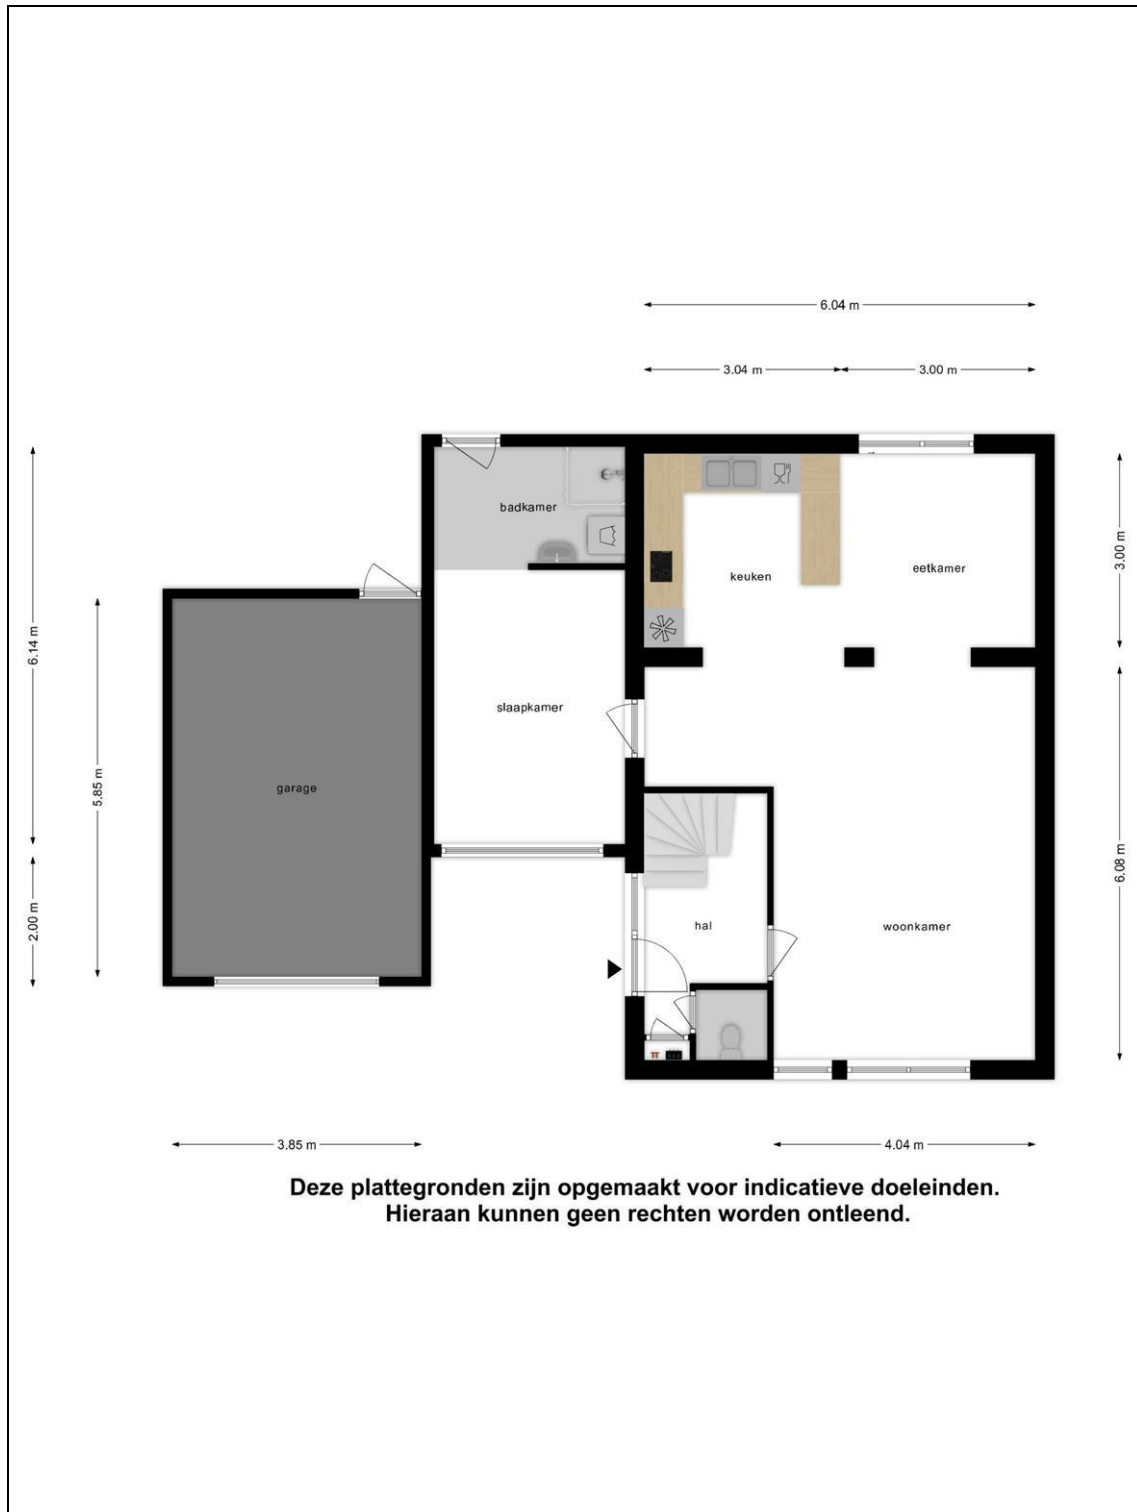 6.04 m
3.04 m
3.00 m
badkamer
keuken
eetkamer
3.00 m
6.14 m
slaapkamer
garage
5.85 m
6.08 m
2.00 m
hal
woonkamer
3.85 m
4.04 m
Deze plattegronden zijn opgemaakt voor indicatieve doeleinden.
Hieraan kunnen geen rechten worden ontleend.